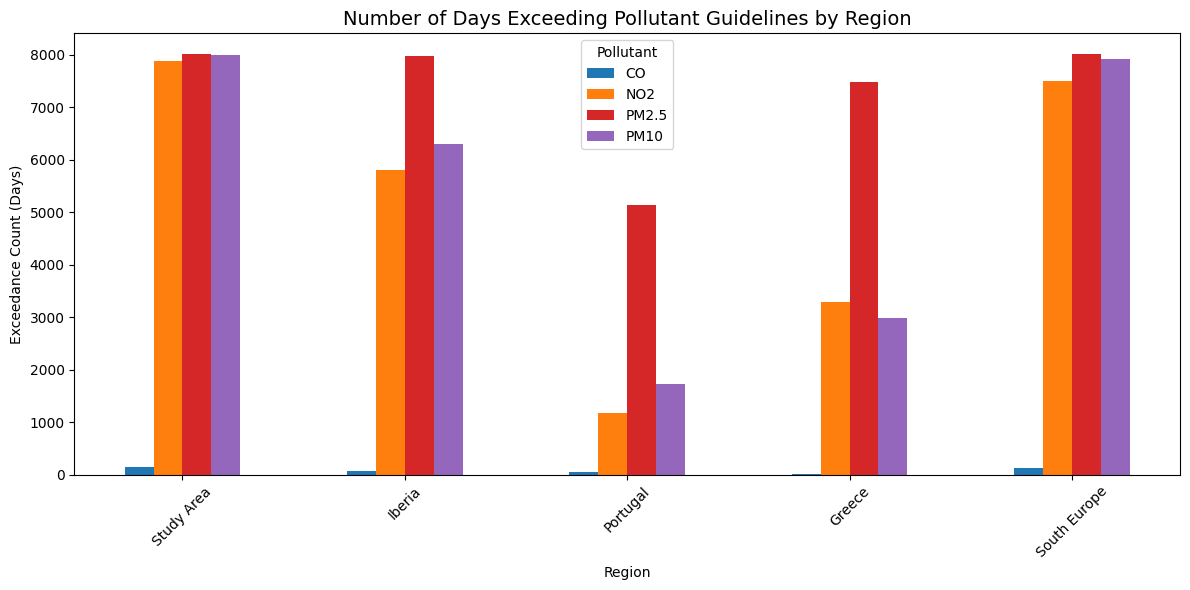 Number of Days Exceeding Pollutant Guidelines by Region
Pollutant
CO
NO2
PM2.5
PM10
Exceedance Count (Days)
8000
7000
6000
5000
4000
3000
2000
1000
0
Study Area
Iberia
Portugal
Greece
South Europe
Region